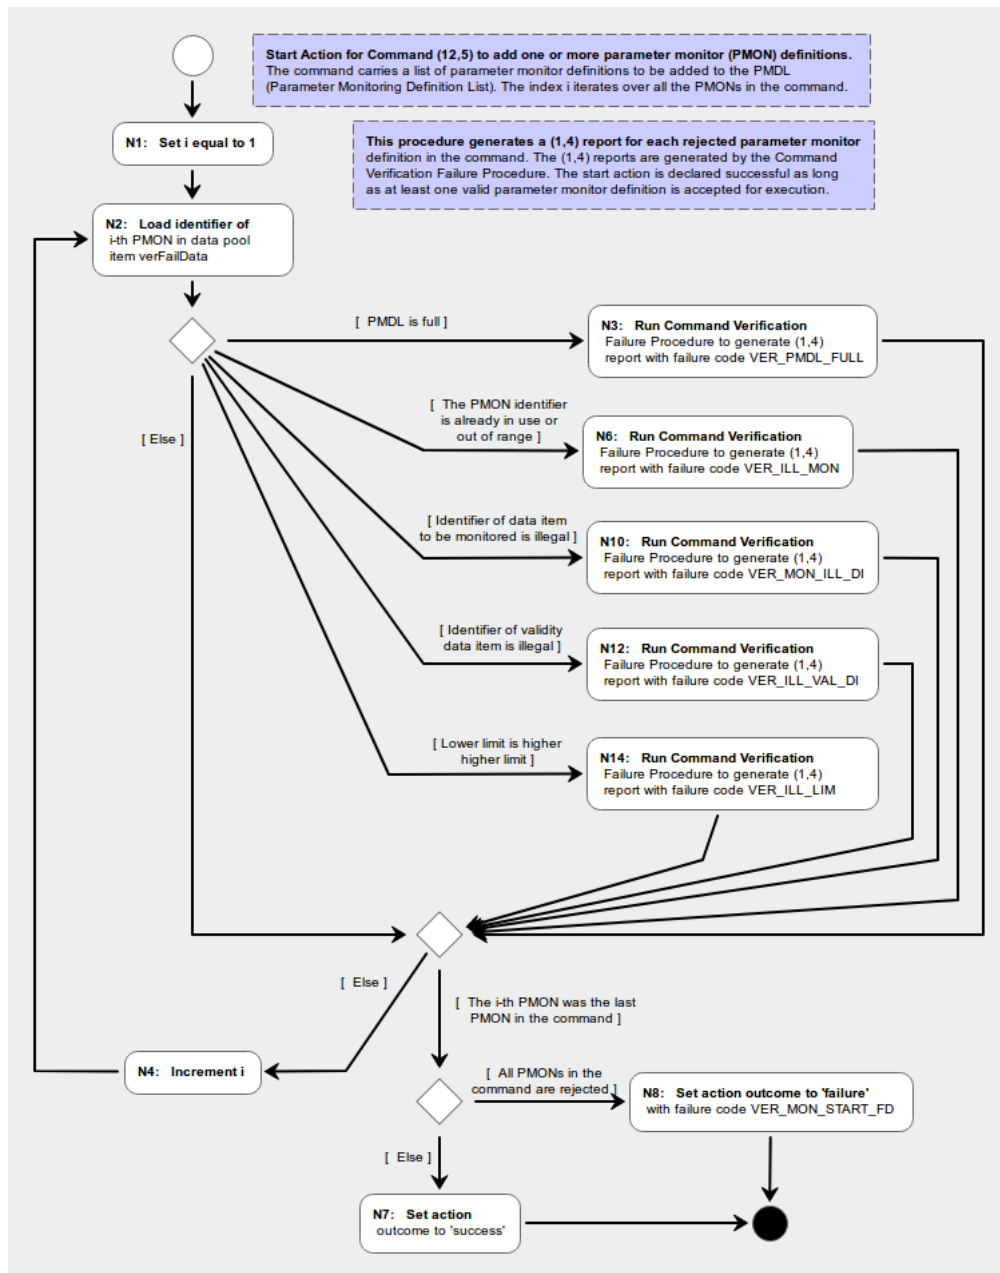 Start Action for Command (12,5) to add one or more parameter monitor (PMON) definitions.
The command carries a list of parameter monitor definitions to be added to the PMDL
(Parameter Monitoring Definition List). The index i iterates over all the PMONs in the command.
N1: Set i equal to 1
This procedure generates a (1,4) report for each rejected parameter monitor
definition in the command. The (1,4) reports are generated by the Command
Verification Failure Procedure. The start action is declared successful as long
as at least one valid parameter monitor definition is accepted for execution.
N2: Load identifier of
i-th PMON in data pool
item verFailData
[ PMDL is full ]
N3: Run Command Verification
Failure Procedure to generate (1,4)
report with failure code VER_PMDL_FULL
[ The PMON identifier
is already in use or
out of range ]
N6: Run Command Verification
Failure Procedure to generate (1,4)
report with failure code VER_ILL_MON
[ Else ]
[ Identifier of data item
to be monitored is illegal ]
N10: Run Command Verification
Failure Procedure to generate (1,4)
report with failure code VER_MON_ILL_DI
[ Identifier of validity
data item is illegal ]
N12: Run Command Verification
Failure Procedure to generate (1,4)
report with failure code VER_ILL_VAL_DI
[ Lower limit is higher
higher limit ]
N14: Run Command Verification
Failure Procedure to generate (1,4)
report with failure code VER_ILL_LIM
[ Else ]
[ The i-th PMON was the last
PMON in the command ]
N4: Increment i
[ All PMONs in the
command are rejected ]
N8: Set action outcome to 'failure'
with failure code VER_MON_START_FD
[ Else ]
N7: Set action
outcome to 'success'